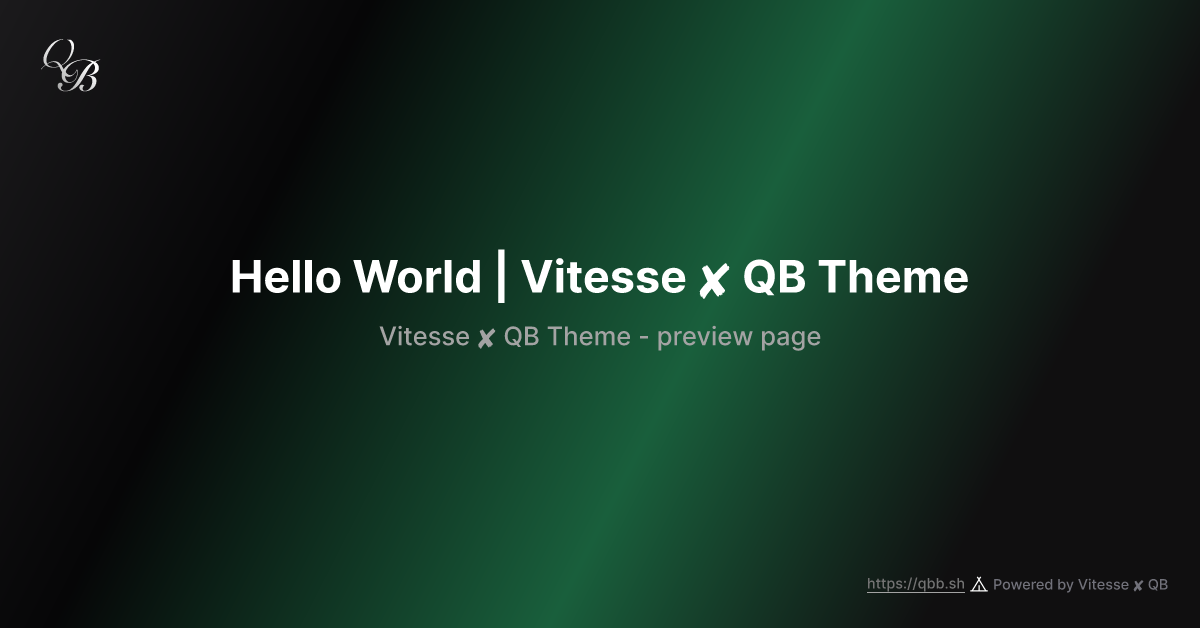 QB
Hello World | Vitesse ✘ QB Theme
Vitesse ✘ QB Theme - preview page
https://qbb.sh Powered by Vitesse ✘ QB